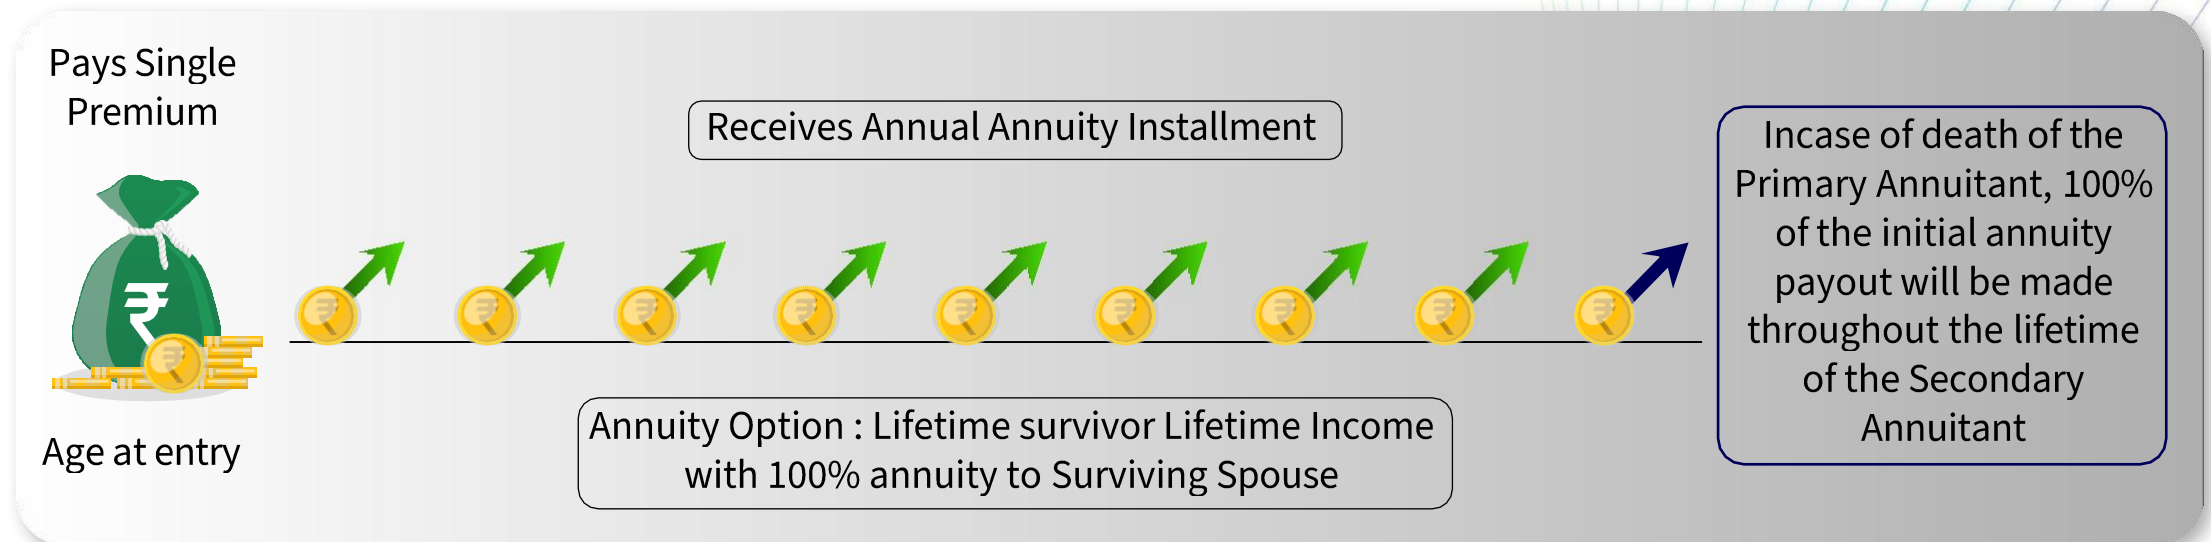 Pays Single
Premium
Age at entry
Receives Annual Annuity Installment
Annuity Option : Lifetime survivor Lifetime Income
with 100% annuity to Surviving Spouse
Incase of death of the
Primary Annuitant, 100%
of the initial annuity
payout will be made
throughout the lifetime
of the Secondary
Annuitant